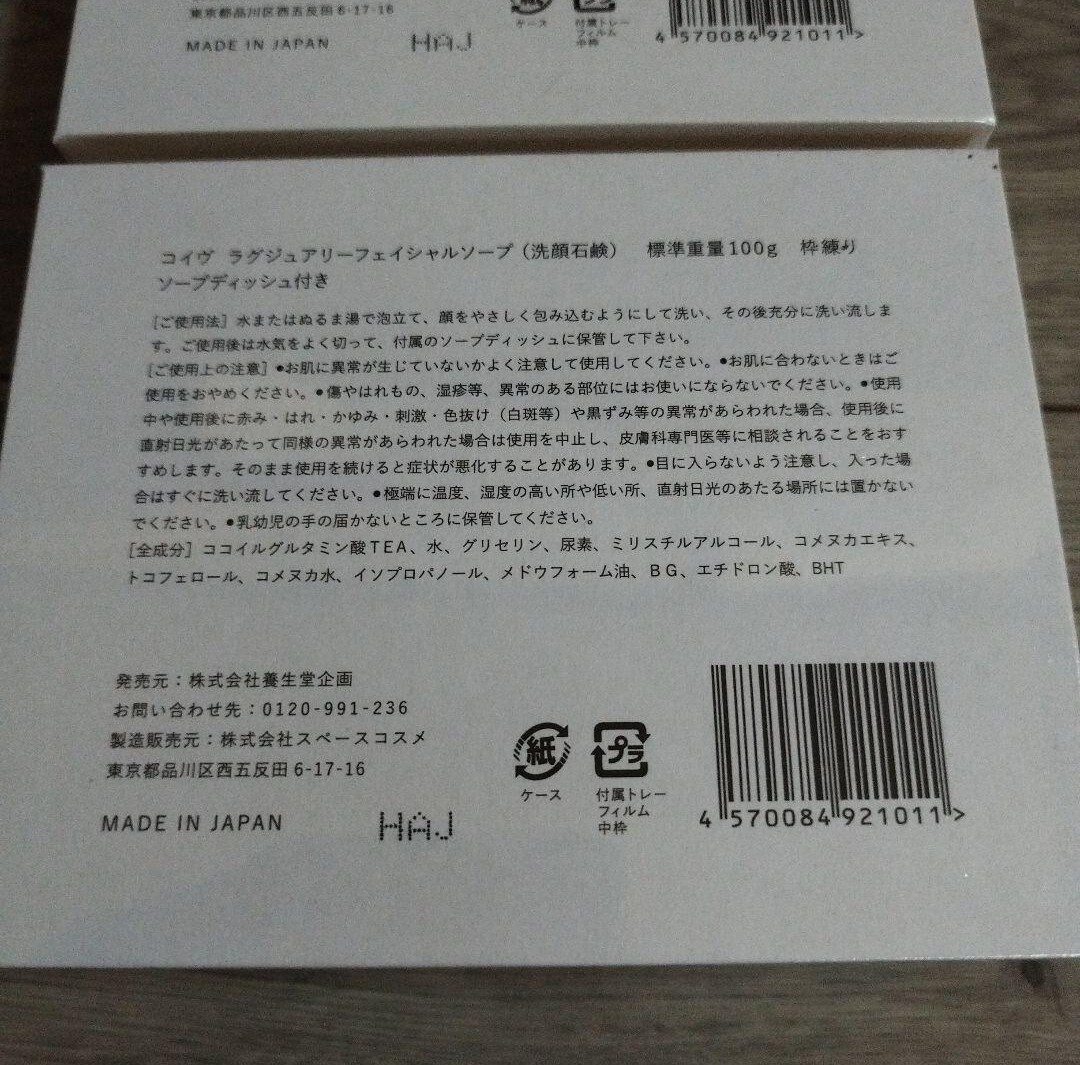 東京都品川区西五反田6-17-16
MADE IN JAPAN
HAJ
ケース
付属トレー
フィルム
中枠
4 570084 921011 >
コイヴ ラグジュアリーフェイシャルソープ（洗顔石鹸） 標準重量100g 枠練り
ソープディッシュ付き
［ご使用法］水またはぬるま湯で泡立て、顔をやさしく包み込むようにして洗い、その後充分に洗い流しま
す。ご使用後は水気をよく切って、付属のソープディッシュに保管して下さい。
［ご使用上の注意］●お肌に異常が生じていないかよく注意して使用してください。●お肌に合わないときはご
使用をおやめください。●傷やはれもの、湿疹等、異常のある部位にはお使いにならないでください。●使用
中や使用後に赤み・はれ・かゆみ・刺激・色抜け（白斑等）や黒ずみ等の異常があらわれた場合、使用後に
直射日光があたって同様の異常があらわれた場合は使用を中止し、皮膚科専門医等に相談されることをおす
すめします。そのまま使用を続けると症状が悪化することがあります。●目に入らないよう注意し、入った場
合はすぐに洗い流してください。●極端に温度、湿度の高い所や低い所、直射日光のあたる場所には置かない
でください。●乳幼児の手の届かないところに保管してください。
［全成分］ココイルグルタミン酸TEA、水、グリセリン、尿素、ミリスチルアルコール、コメヌカエキス、
トコフェロール、コメヌカ水、イソプロパノール、メドウフォーム油、BG、エチドロン酸、BHT
発売元：株式会社養生堂企画
お問い合わせ先：0120-991-236
製造販売元：株式会社スペースコスメ
東京都品川区西五反田6-17-16
MADE IN JAPAN
HAJ
紙
ケース
プラ
付属トレー
フィルム
中枠
4 570084 921011 >